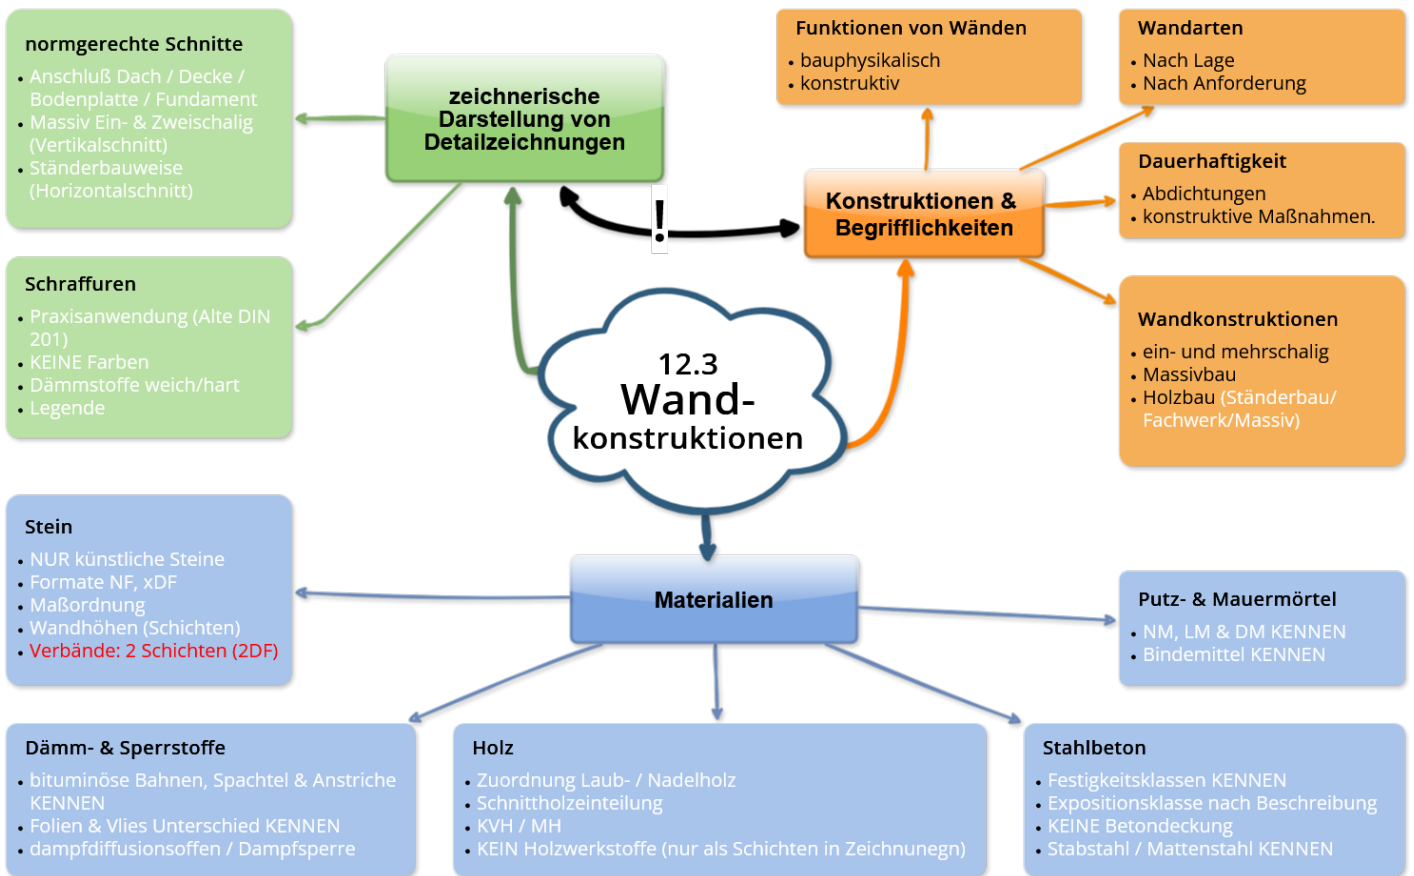 normgerechte Schnitte
Anschluß Dach / Decke /
Bodenplatte / Fundament
Massiv Ein- & Zweischalig
(Vertikalschnitt)
Ständerbauweise
(Horizontalschnitt)
Schraffuren
Praxisanwendung (Alte DIN
201)
KEINE Farben
Dämmstoffe weich/hart
Legende
zeichnerische
Darstellung von
Detailzeichnungen
!
Funktionen von Wänden
bauphysikalisch
konstruktiv
Wandarten
Nach Lage
Nach Anforderung
Konstruktionen &
Begrifflichkeiten
Dauerhaftigkeit
Abdichtungen
konstruktive Maßnahmen.
Wandkonstruktionen
ein- und mehrschalig
Massivbau
Holzbau (Ständerbau/
Fachwerk/Massiv)
12.3
Wand-
konstruktionen
Materialien
Stein
NUR künstliche Steine
Formate NF, xDF
Maßordnung
Wandhöhen (Schichten)
Verbände: 2 Schichten (2DF)
Putz- & Mauermörtel
NM, LM & DM KENNEN
Bindemittel KENNEN
Dämm- & Sperrstoffe
bituminöse Bahnen, Spachtel & Anstriche
KENNEN
Folien & Vlies Unterschied KENNEN
dampfdiffusionsoffen / Dampfsperre
Holz
Zuordnung Laub- / Nadelholz
Schnittholzeinteilung
KVH / MH
KEIN Holzwerkstoffe (nur als Schichten in Zeichnunegn)
Stahlbeton
Festigkeitsklassen KENNEN
Expositionsklasse nach Beschreibung
KEINE Betondeckung
Stabstahl / Mattenstahl KENNEN